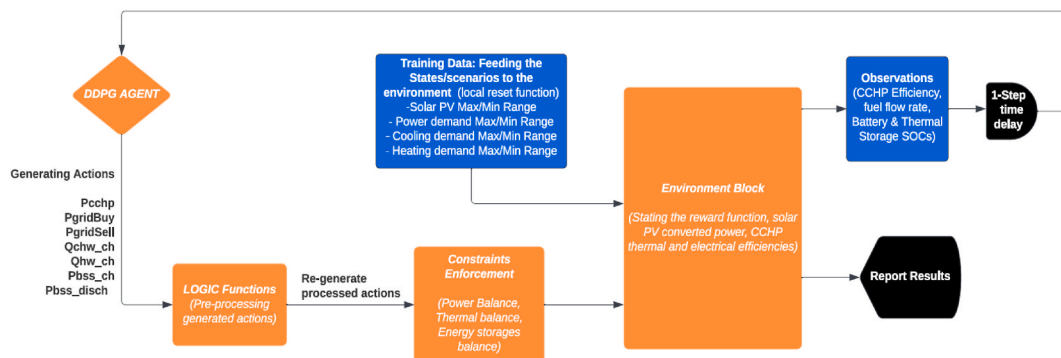 DDPG AGENT
Generating Actions
Pcchp
PgridBuy
PgridSell
Qchw_ch
Qhw_ch
Pbss_ch
Pbss_disch
LOGIC Functions
(Pre-processing
generated actions)
Re-generate
processed actions
Constraints
Enforcement
(Power Balance,
Thermal balance,
Energy storages
balance)
Training Data: Feeding the
States/scenarios to the
environment (local reset function)
-Solar PV Max/Min Range
- Power demand Max/Min Range
- Cooling demand Max/Min Range
- Heating demand Max/Min Range
Environment Block
(Stating the reward function, solar
PV converted power, CCHP
thermal and electrical efficiencies)
Observations
(CCHP Efficiency,
fuel flow rate,
Battery & Thermal
Storage SOCs)
1-Step
time
delay
Report Results